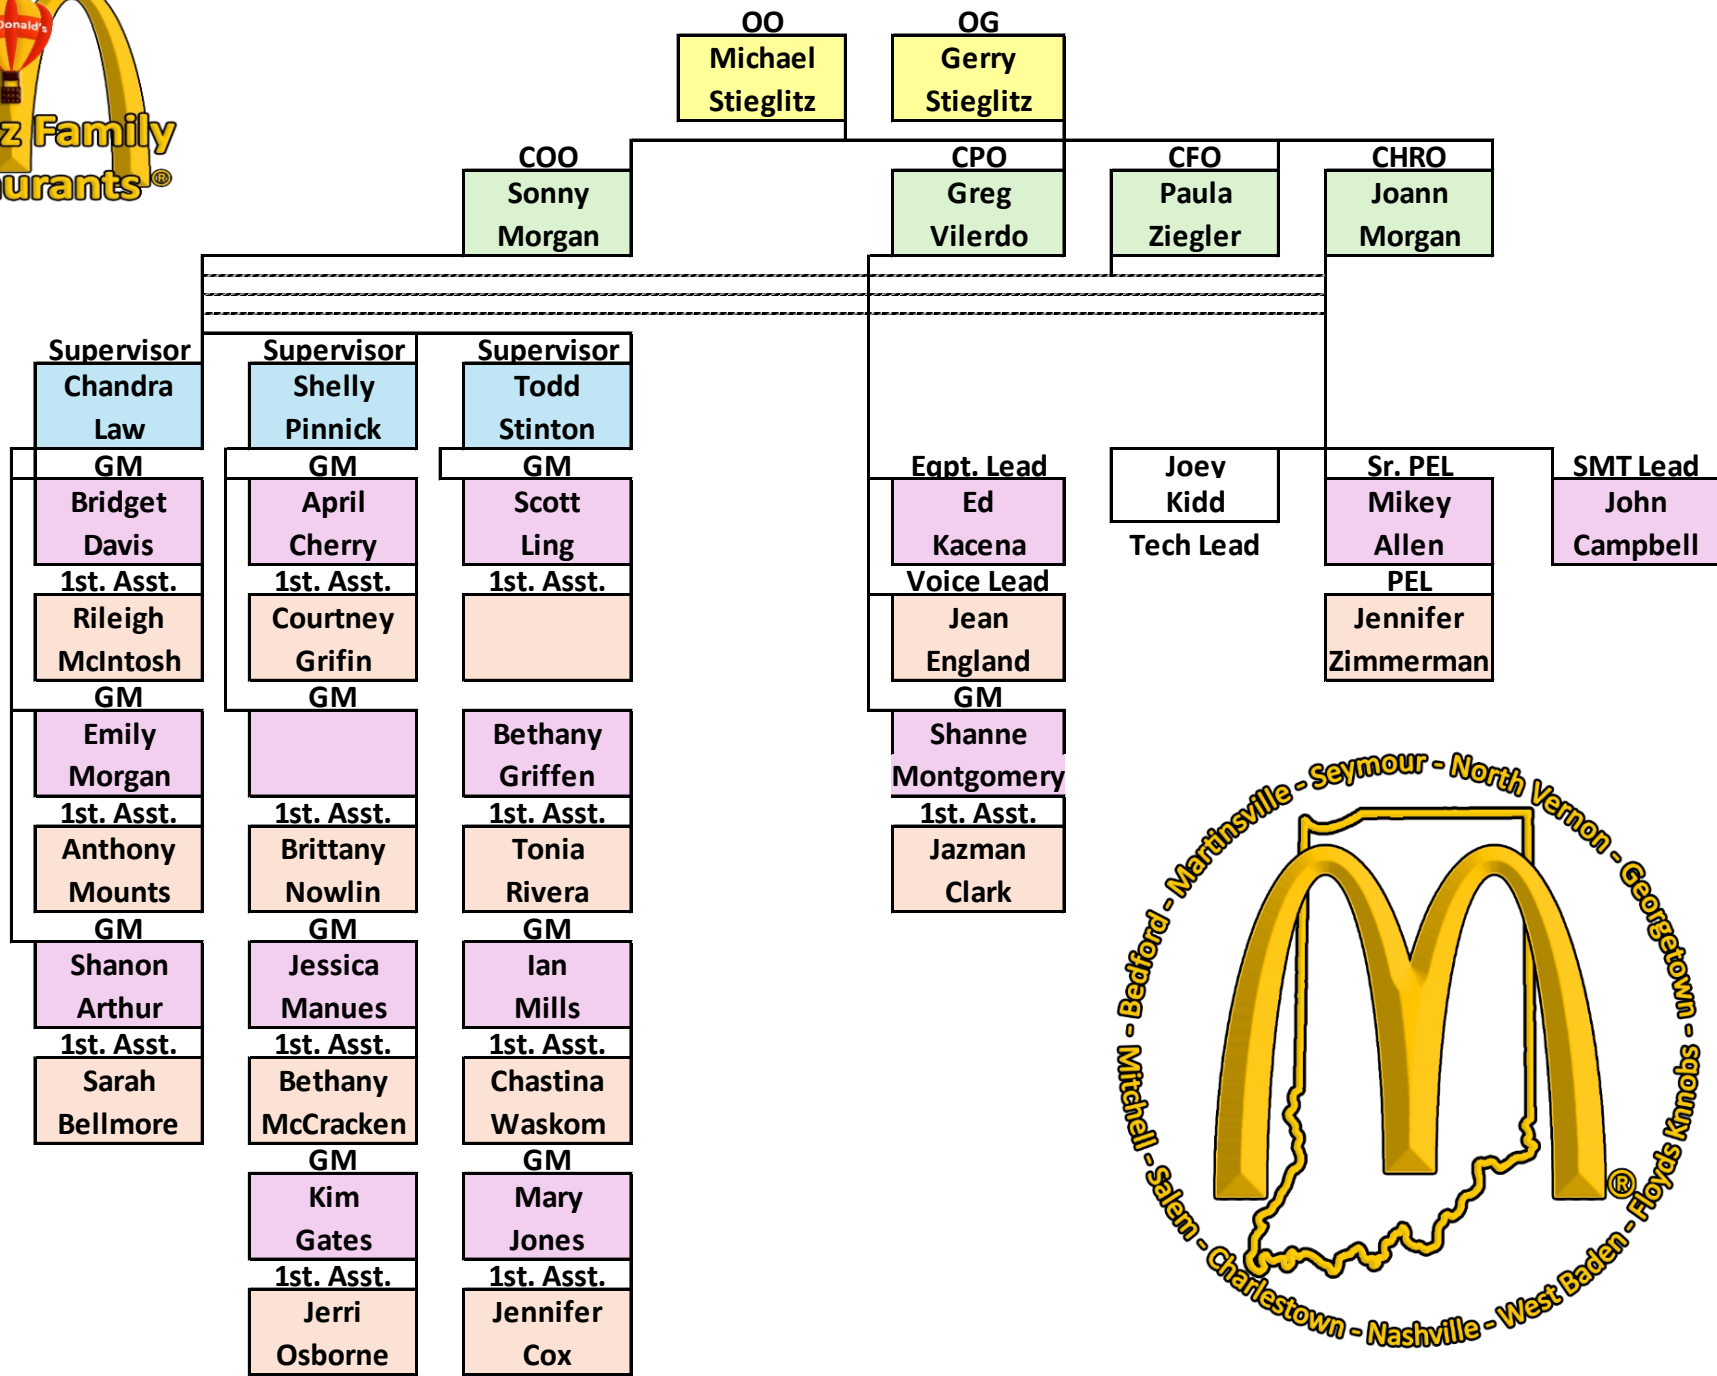 Donald's
z Family
aurants®
OO
Michael
Stieglitz
OG
Gerry
Stieglitz
COO
Sonny
Morgan
CPO
Greg
Vilerdo
CFO
Paula
Ziegler
CHRO
Joann
Morgan
Supervisor
Chandra
Law
Supervisor
Shelly
Pinnick
Supervisor
Todd
Stinton
GM
Bridget
Davis
1st. Asst.
Rileigh
McIntosh
GM
Emily
Morgan
1st. Asst.
Anthony
Mounts
GM
Shanon
Arthur
1st. Asst.
Sarah
Bellmore
GM
April
Cherry
1st. Asst.
Courtney
Grifin
GM
1st. Asst.
Brittany
Nowlin
GM
Jessica
Manues
1st. Asst.
Bethany
McCracken
GM
Kim
Gates
1st. Asst.
Jerri
Osborne
GM
Scott
Ling
1st. Asst.
Bethany
Griffen
1st. Asst.
Tonia
Rivera
GM
Ian
Mills
1st. Asst.
Chastina
Waskom
GM
Mary
Jones
1st. Asst.
Jennifer
Cox
Eqpt. Lead
Ed
Kacena
Voice Lead
Jean
England
GM
Shanne
Montgomery
1st. Asst.
Jazman
Clark
Joey
Kidd
Tech Lead
Sr. PEL
Mikey
Allen
PEL
Jennifer
Zimmerman
SMT Lead
John
Campbell
- Bedford - Martinsville - Seymour - North Vernon - Georgetown - Floyds Knnobs - West Baden - Nashville - Charlestown - Salem - Mitchell
®